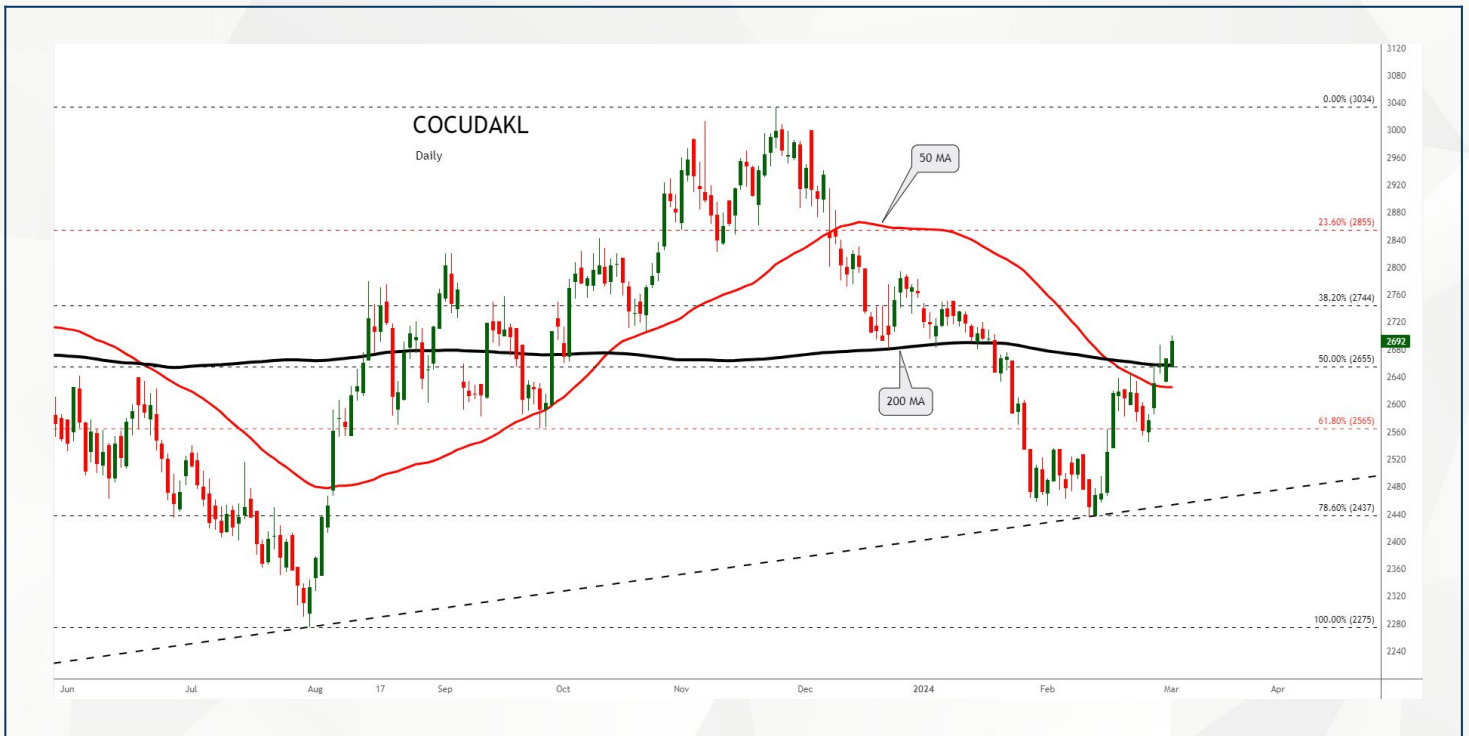 COCUDAKL
Daily
50 MA
200 MA
0.00% (3034)
23.60% (2855)
38.20% (2744)
50.00% (2655)
61.80% (2565)
78.60% (2437)
100.00% (2275)
3120
3080
3040
3000
2960
2920
2880
2840
2800
2760
2720
2692
2680
2640
2600
2560
2520
2480
2440
2400
2360
2320
2280
2240
Jun
Jul
Aug
17
Sep
Oct
Nov
Dec
2024
Feb
Mar
Apr